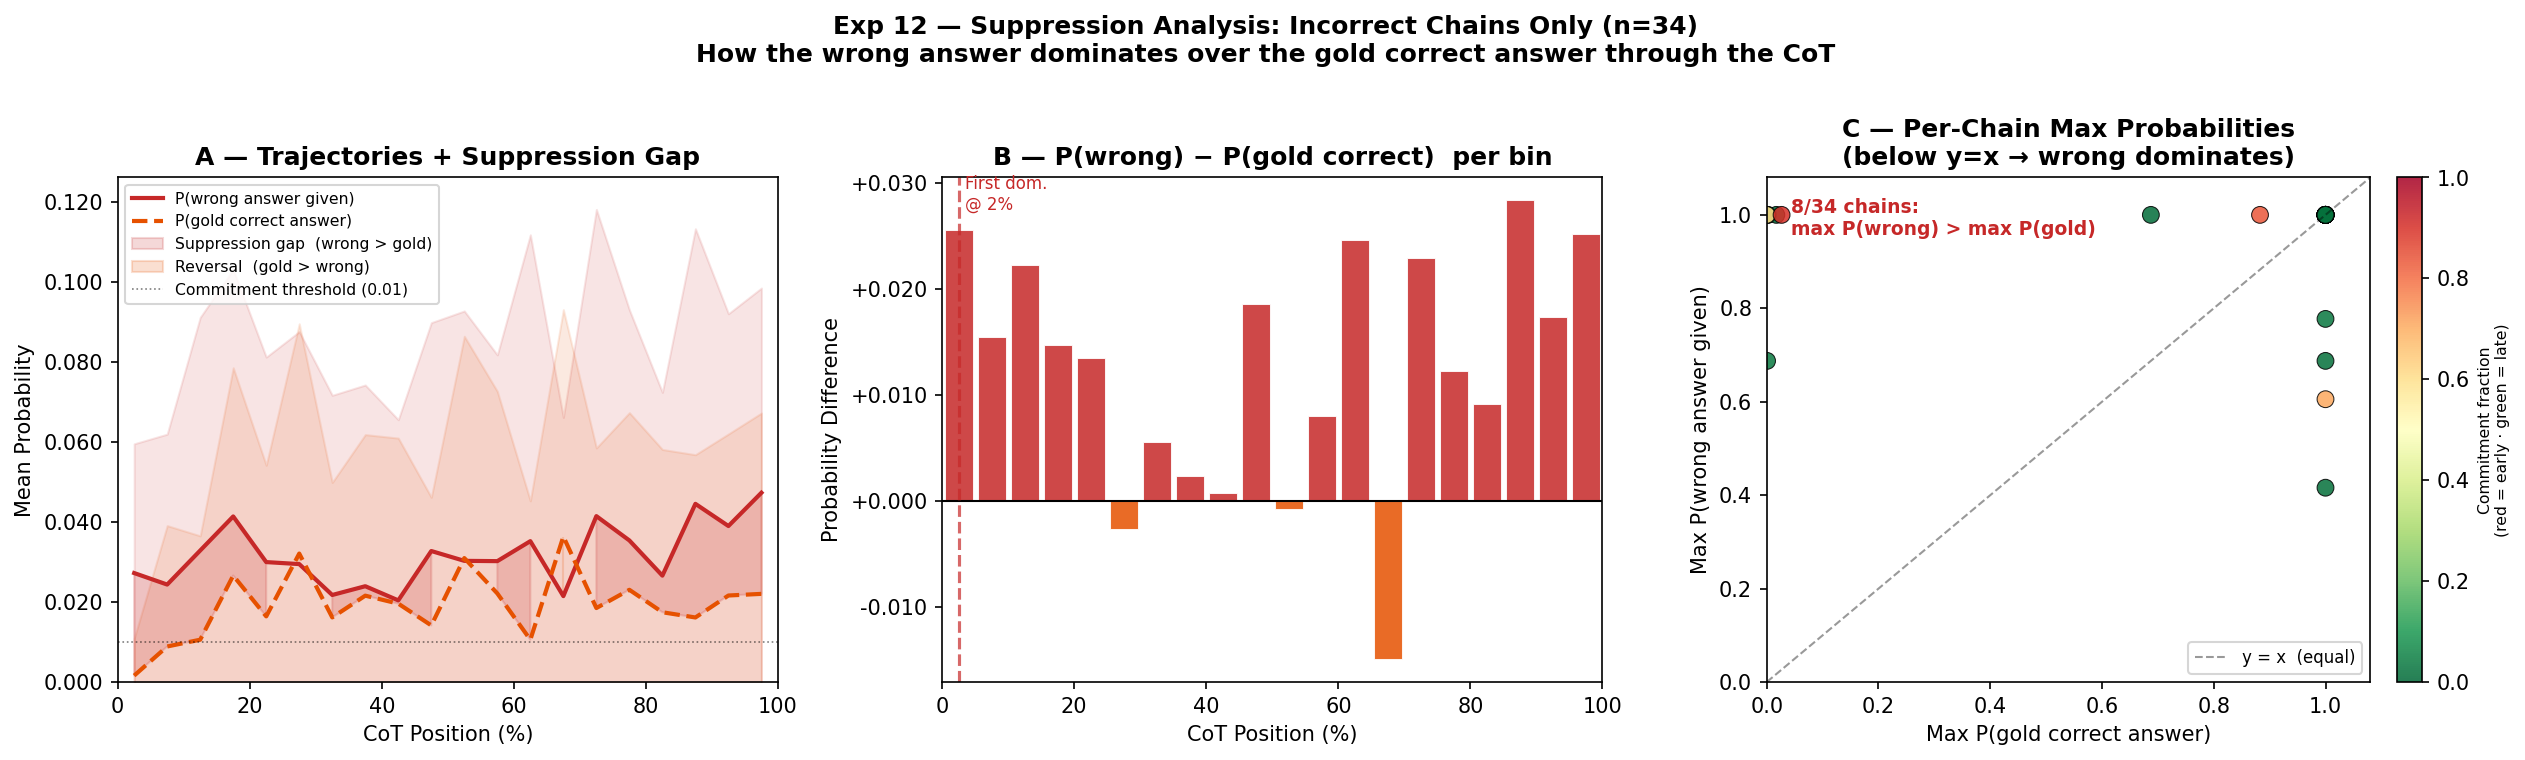 Exp 12 — Suppression Analysis: Incorrect Chains Only (n=34)
How the wrong answer dominates over the gold correct answer through the CoT
A — Trajectories + Suppression Gap
P(wrong answer given)
P(gold correct answer)
Suppression gap  (wrong > gold)
Reversal  (gold > wrong)
Commitment threshold (0.01)
0.120
0.100
0.080
0.060
0.040
0.020
0.000
Mean Probability
0
20
40
60
80
100
CoT Position (%)
B — P(wrong) − P(gold correct)  per bin
First dom.
@ 2%
+0.030
+0.020
+0.010
+0.000
-0.010
Probability Difference
0
20
40
60
80
100
CoT Position (%)
C — Per-Chain Max Probabilities
(below y=x → wrong dominates)
8/34 chains:
max P(wrong) > max P(gold)
1.0
0.8
0.6
0.4
0.2
0.0
Max P(wrong answer given)
y = x  (equal)
0.0
0.2
0.4
0.6
0.8
1.0
Max P(gold correct answer)
1.0
0.8
0.6
0.4
0.2
0.0
Commitment fraction
(red = early · green = late)